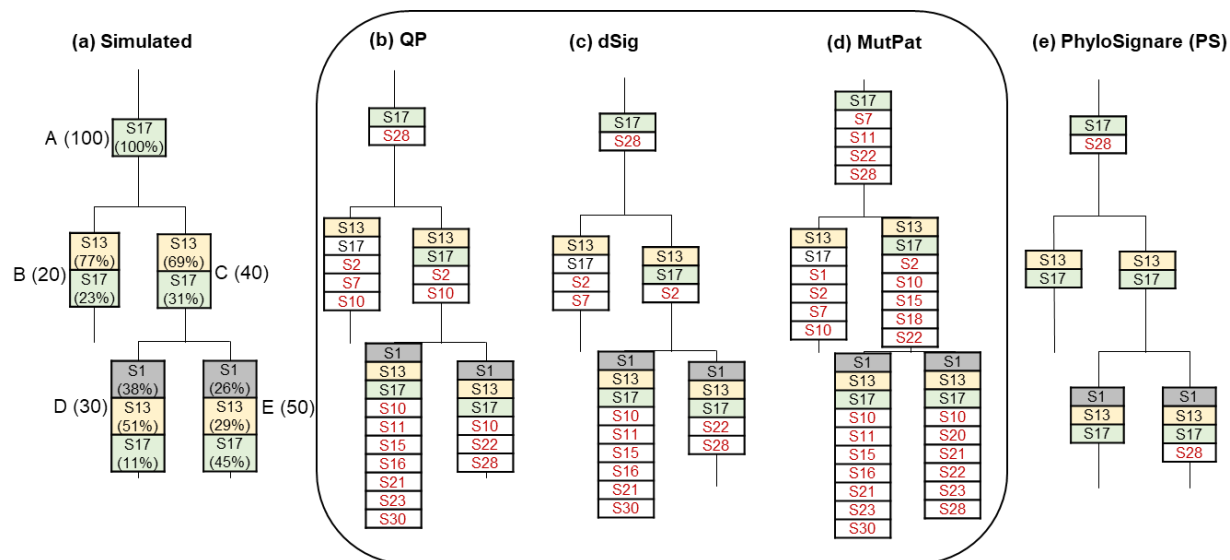 (a) Simulated
(b) QP
(c) dSig
(d) MutPat
(e) PhyloSignare (PS)
A (100)
S17
(100%)
B (20)
S13
(77%)
S17
(23%)
S13
(69%)
S17
(31%)
C (40)
D (30)
S1
(38%)
S13
(51%)
S17
(11%)
S1
(26%)
S13
(29%)
S17
(45%)
E (50)
S17
S28
S13
S17
S2
S7
S10
S13
S17
S2
S10
S1
S13
S17
S10
S11
S15
S16
S21
S23
S30
S1
S13
S17
S10
S22
S28
S17
S28
S13
S17
S2
S7
S13
S17
S2
S1
S13
S17
S10
S11
S15
S16
S21
S30
S1
S13
S17
S22
S28
S17
S7
S11
S22
S28
S13
S17
S1
S2
S7
S10
S13
S17
S2
S10
S15
S18
S22
S1
S13
S17
S10
S11
S15
S16
S21
S23
S30
S1
S13
S17
S10
S20
S21
S22
S23
S28
S17
S28
S13
S17
S13
S17
S1
S13
S17
S1
S13
S17
S28